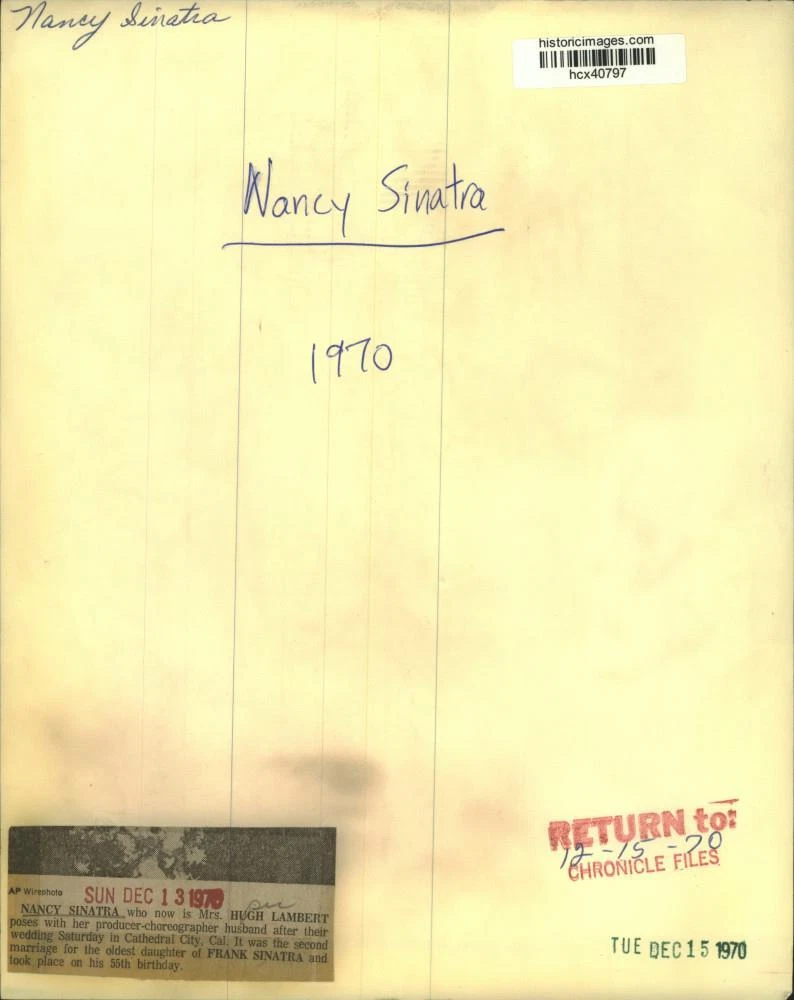 Nancy Sinatra
historicimages.com
hcx40797
Nancy Sinatra
1970
RETURN to:
12-15-70
CHRONICLE FILES
AP Wirephoto
SUN DEC 13 1970
NANCY SINATRA who now is Mrs. HUGH LAMBERT
poses with her producer-choreographer husband after their
wedding Saturday in Cathedral City, Cal. It was the second
marriage for the oldest daughter of FRANK SINATRA and
took place on his 55th birthday.
TUE DEC 15 1970